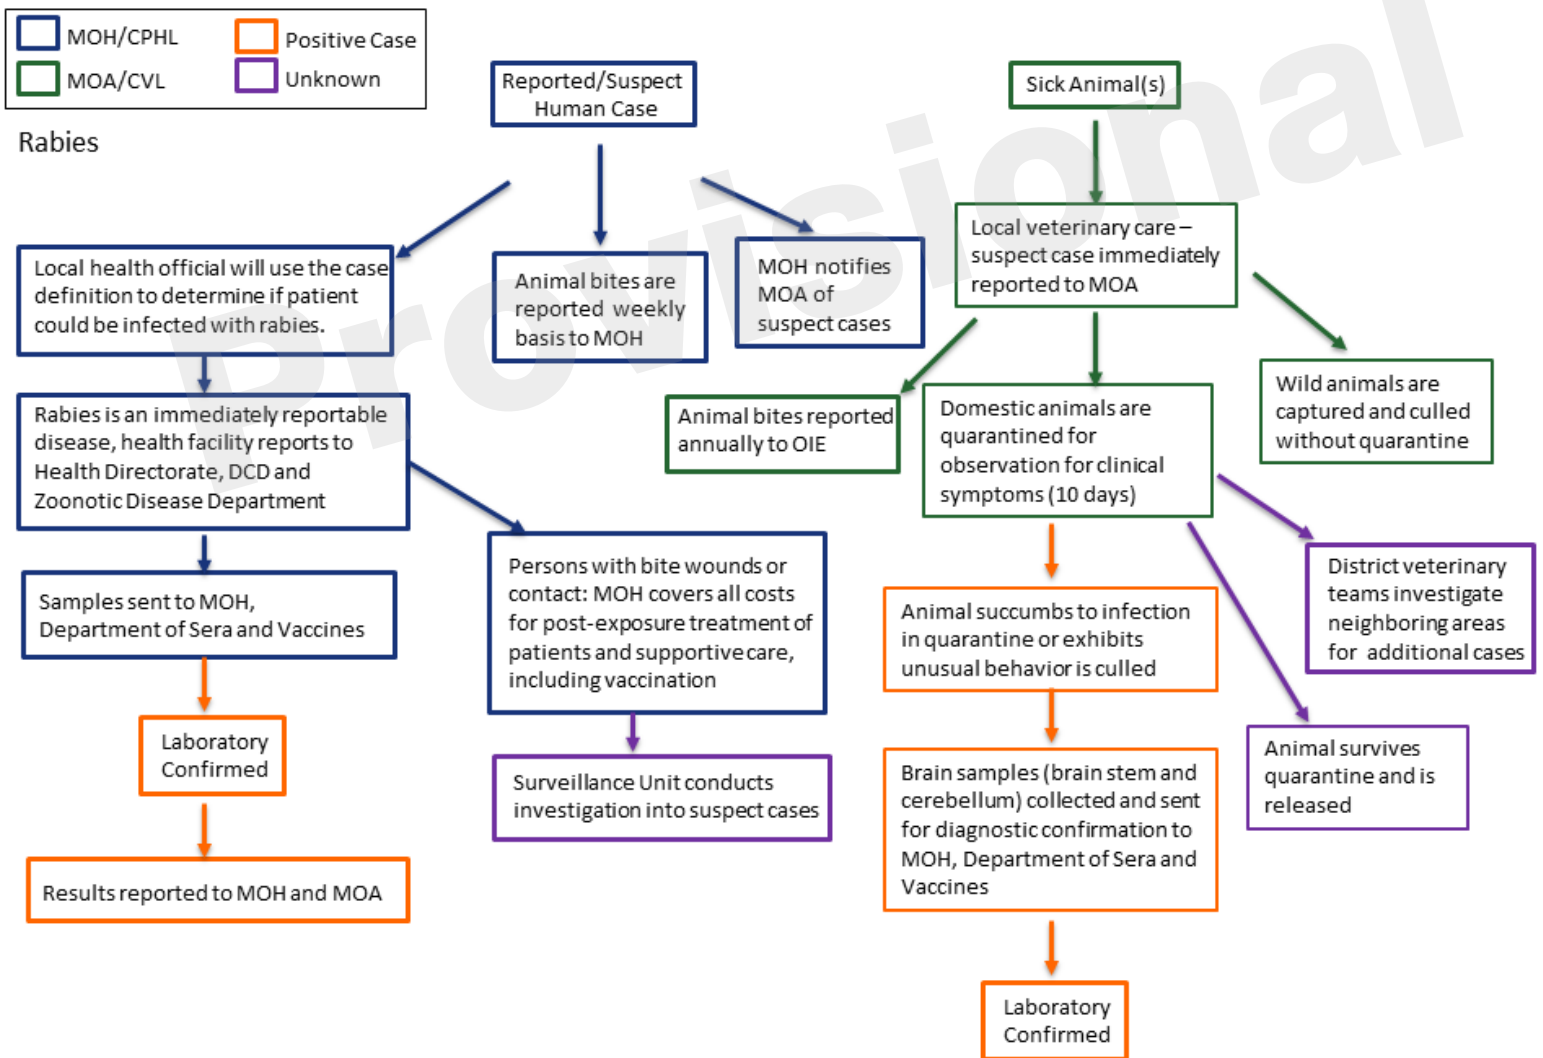 MOH/CPHL
Positive Case
MOA/CVL
Unknown
Rabies
Provisional
Reported/Suspect
Human Case
Sick Animal(s)
Local health official will use the case
definition to determine if patient
could be infected with rabies.
Animal bites are
reported weekly
basis to MOH
MOH notifies
MOA of
suspect cases
Local veterinary care –
suspect case immediately
reported to MOA
Rabies is an immediately reportable
disease, health facility reports to
Health Directorate, DCD and
Zoonotic Disease Department
Animal bites reported
annually to OIE
Domestic animals are
quarantined for
observation for clinical
symptoms (10 days)
Wild animals are
captured and culled
without quarantine
Samples sent to MOH,
Department of Sera and Vaccines
Persons with bite wounds or
contact: MOH covers all costs
for post-exposure treatment of
patients and supportive care,
including vaccination
Animal succumbs to infection
in quarantine or exhibits
unusual behavior is culled
District veterinary
teams investigate
neighboring areas
for additional cases
Laboratory
Confirmed
Surveillance Unit conducts
investigation into suspect cases
Brain samples (brain stem and
cerebellum) collected and sent
for diagnostic confirmation to
MOH, Department of Sera and
Vaccines
Animal survives
quarantine and is
released
Results reported to MOH and MOA
Laboratory
Confirmed